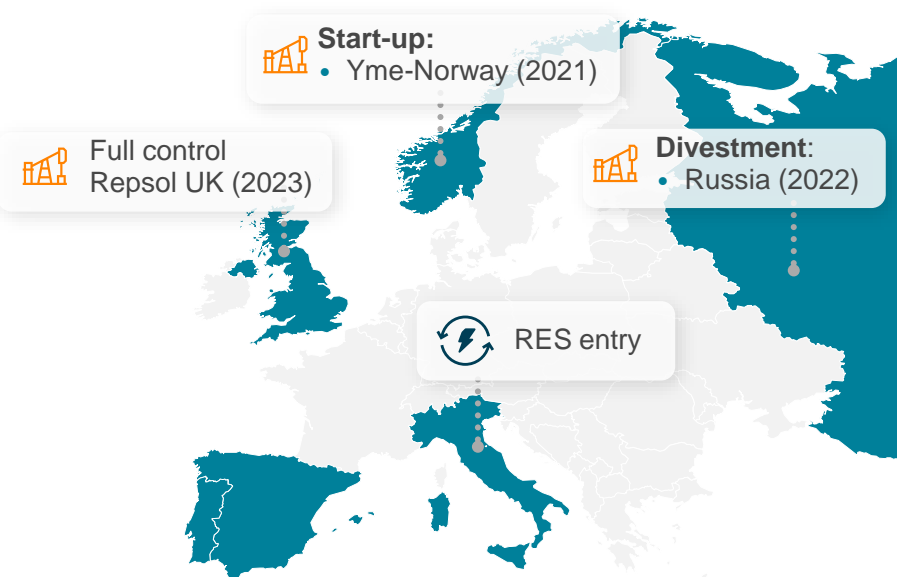 Start-up:
• Yme-Norway (2021)
Full control
Repsol UK (2023)
Divestment:
• Russia (2022)
RES entry